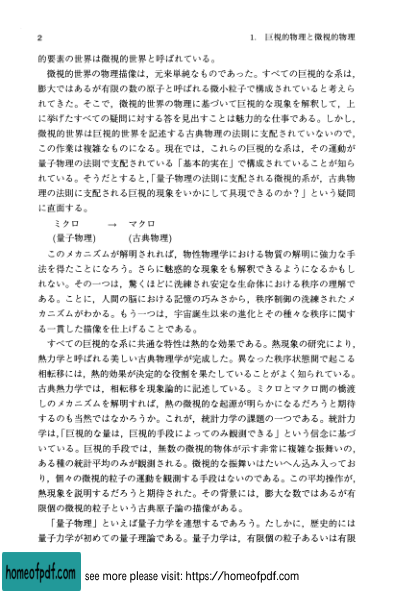 2
1. 巨視的物理と微視的物理
的要素の世界は微視的世界と呼ばれている。
微視的世界の物理描像は，元来単純なものであった。すべての巨視的な系は，
膨大ではあるが有限の数の原子と呼ばれる微小粒子で構成されていると考えら
れてきた。そこで，微視的世界の物理に基づいて巨視的な現象を解釈して，上
に挙げたすべての疑問に対する答を見出すことは魅力的な仕事である。しかし，
微視的世界は巨視的世界を記述する古典物理の法則に支配されていないので，
この作業は複雑なものになる。現在では，これらの巨視的な系は，その運動が
量子物理の法則で支配されている「基本的実在」で構成されていることが知ら
れている。そうだとすると，「量子物理の法則に支配される微視的系が，古典物
理の法則に支配される巨視的現象をいかにして具現できるのか？」という疑問
に直面する。
ミクロ → マクロ
(量子物理) (古典物理)
このメカニズムが解明されれば，物性物理学における物質の解明に強力な手
法を得たことになろう。さらに魅惑的な現象をも解釈できるようになるかもし
れない。その一つは，驚くほどに洗練され安定な生命体における秩序の理解で
ある。ことに，人間の脳における記憶の巧みさから，秩序制御の洗練されたメ
カニズムがわかる。もう一つは，宇宙誕生以来の進化とその種々な秩序に関す
る一貫した描像を仕上げることである。
すべての巨視的な系に共通な特性は熱的な効果である。熱現象の研究により，
熱力学と呼ばれる美しい古典物理学が完成した。異なった秩序状態間で起こる
相転移には，熱的効果が決定的な役割を果たしていることがよく知られている。
古典熱力学では，相転移を現象論的に記述している。ミクロとマクロ間の橋渡
しのメカニズムを解明すれば，熱の微視的な起源が明らかになるだろうと期待
するのも当然ではなかろうか。これが，統計力学の課題の一つである。統計力
学は，「巨視的な量は，巨視的手段によってのみ観測できる」という信念に基づ
いている。巨視的手段では，無数の微視的物体が示す非常に複雑な振舞いの，
ある種の統計平均のみが観測される。微視的な振舞いはたいへん込み入ってお
り，個々の微視的粒子の運動を観測する手段はないのである。この平均操作が，
熱現象を説明するだろうと期待された。その背景には，膨大な数ではあるが有
限個の微視的粒子という古典原子論の描像がある。
「量子物理」といえば量子力学を連想するであろう。たしかに，歴史的には
量子力学が初めての量子理論である。量子力学は，有限個の粒子あるいは有限
homeofpdf.com
see more please visit: https://homeofpdf.com